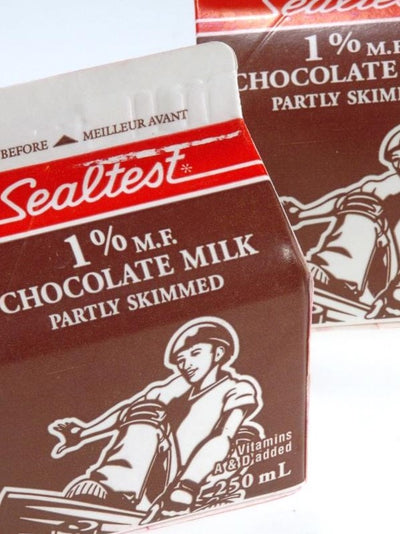 BEFORE ▲ MEILLEUR AVANT
Sealtest*
1% M.F.
CHOCOLATE MILK
PARTLY SKIMMED
Vitamins
A & D added
250 mL
Sealtest
1% M.F.
CHOCOLATE
PARTLY SKIMM